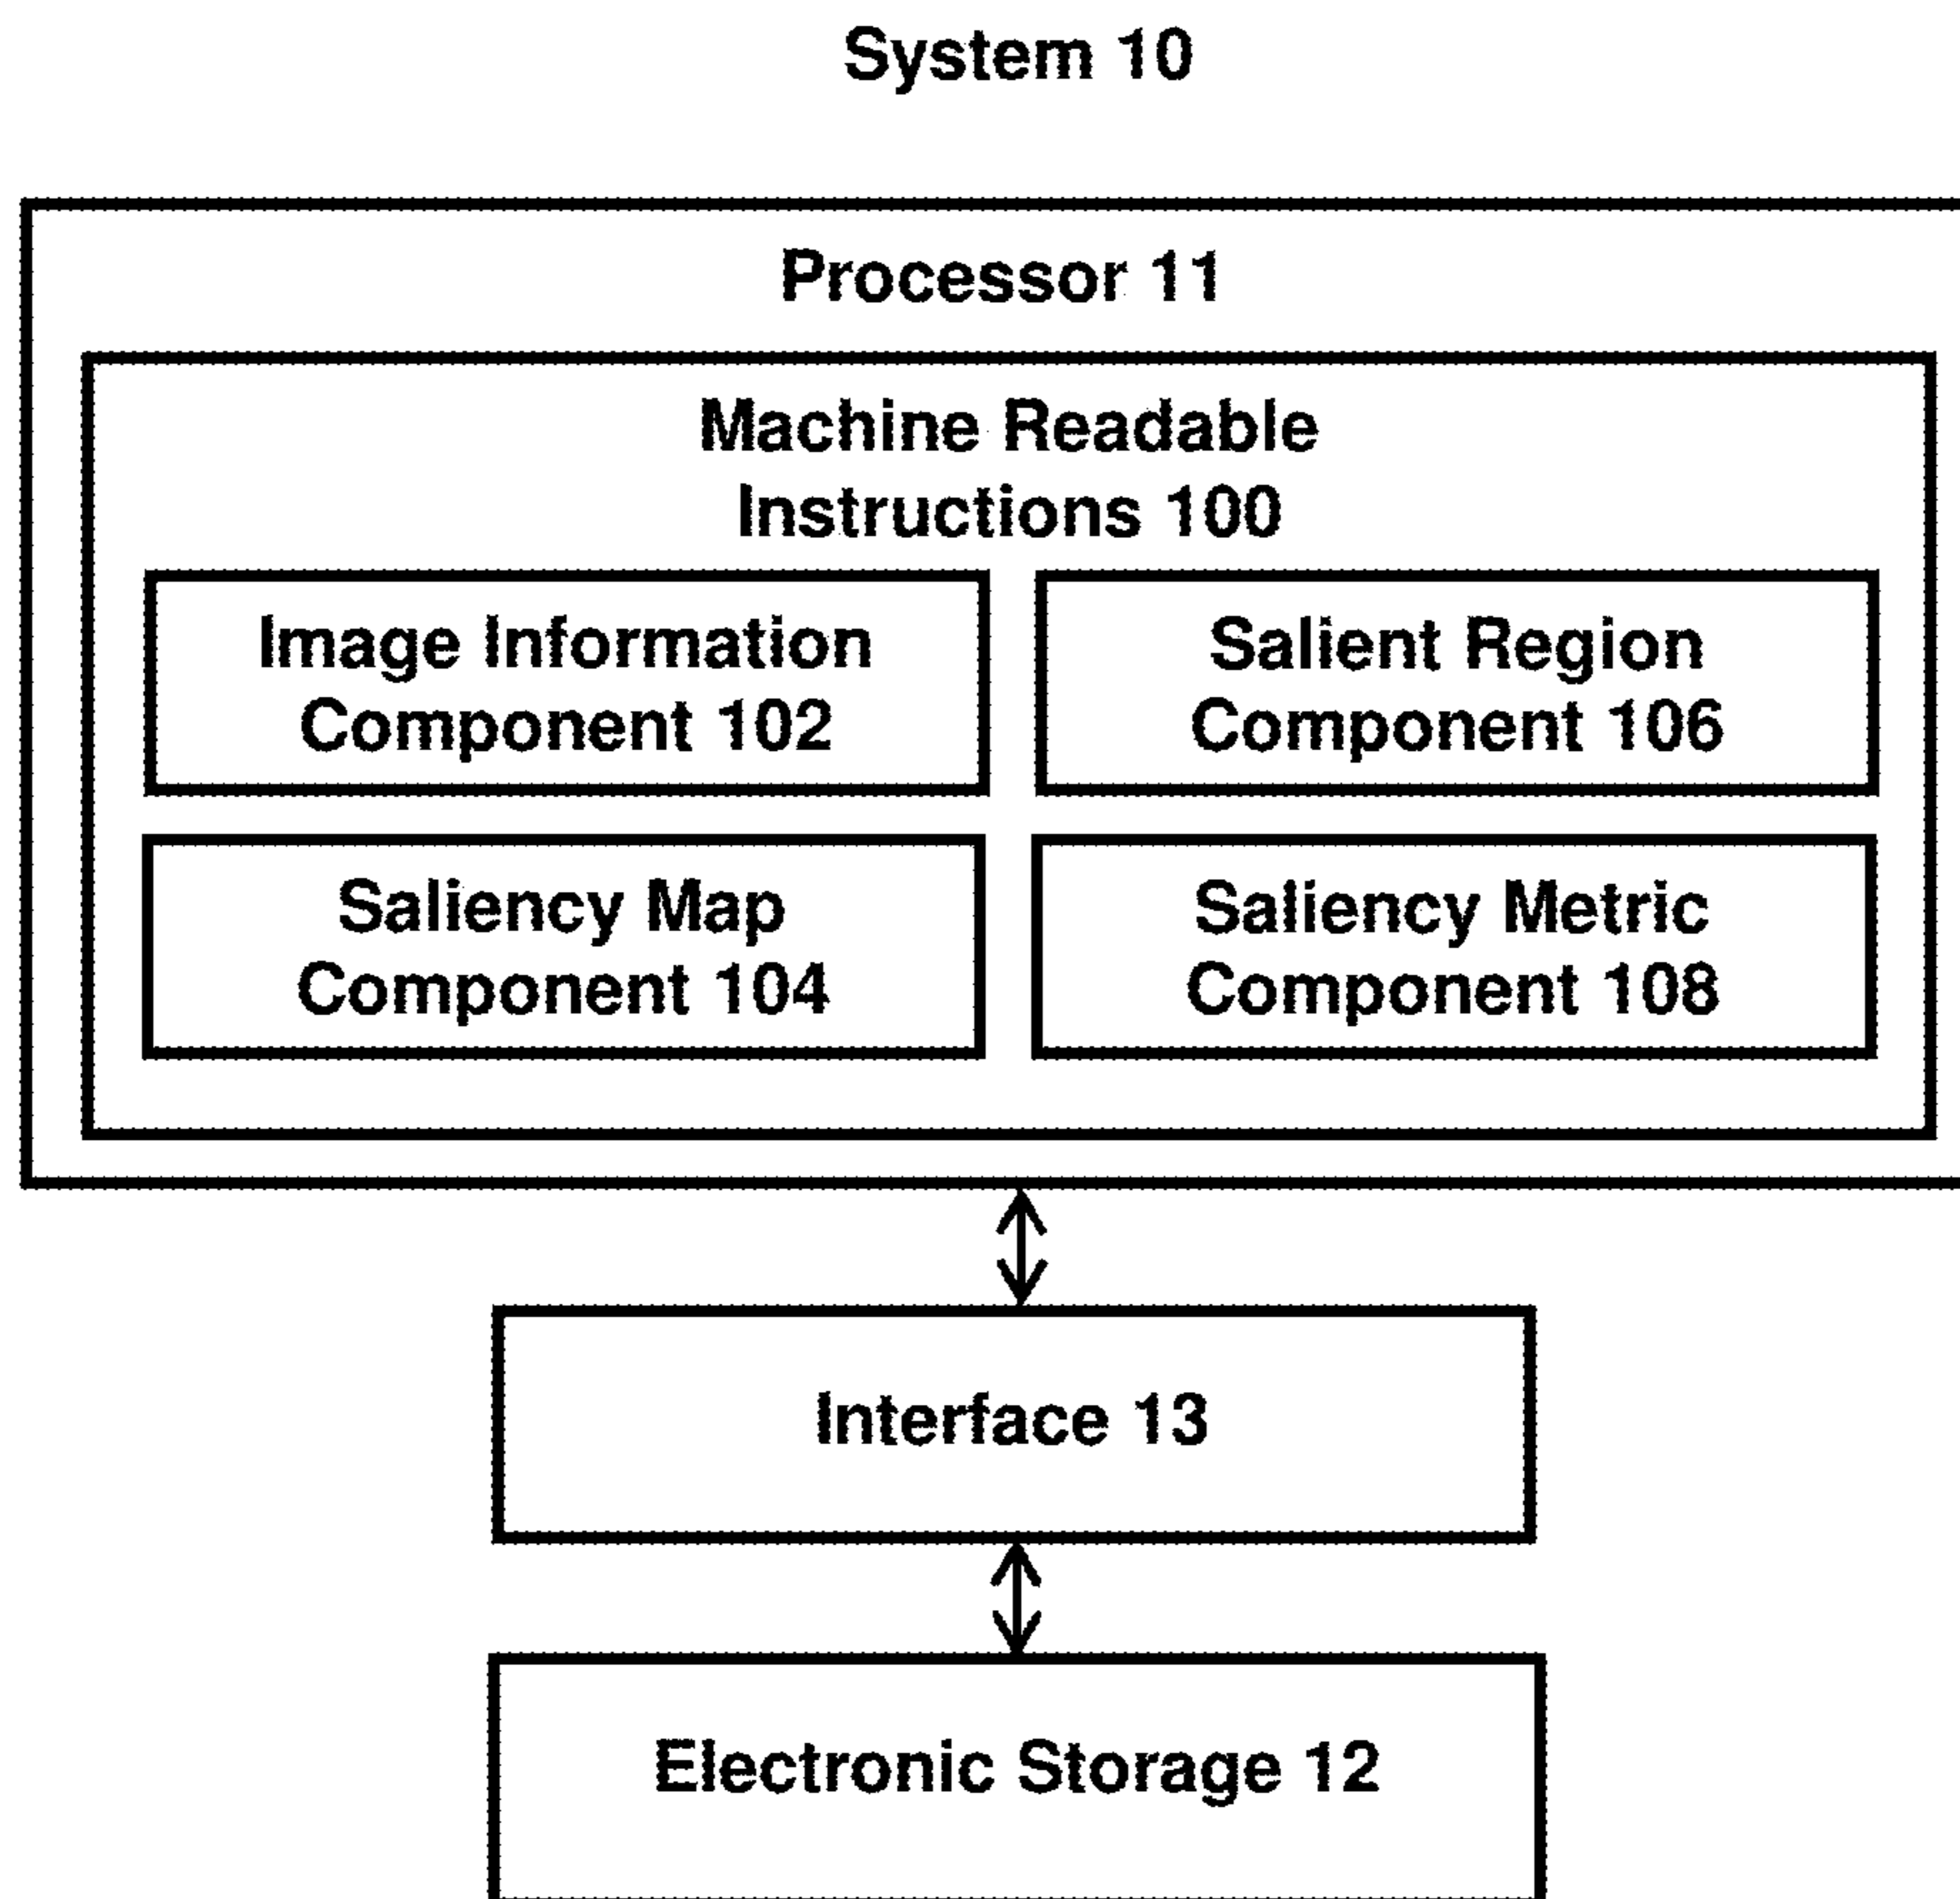 System 10
Processor 11
Machine Readable
Instructions 100
Image Information
Component 102
Salient Region
Component 106
Saliency Map
Component 104
Saliency Metric
Component 108
Interface 13
Electronic Storage 12